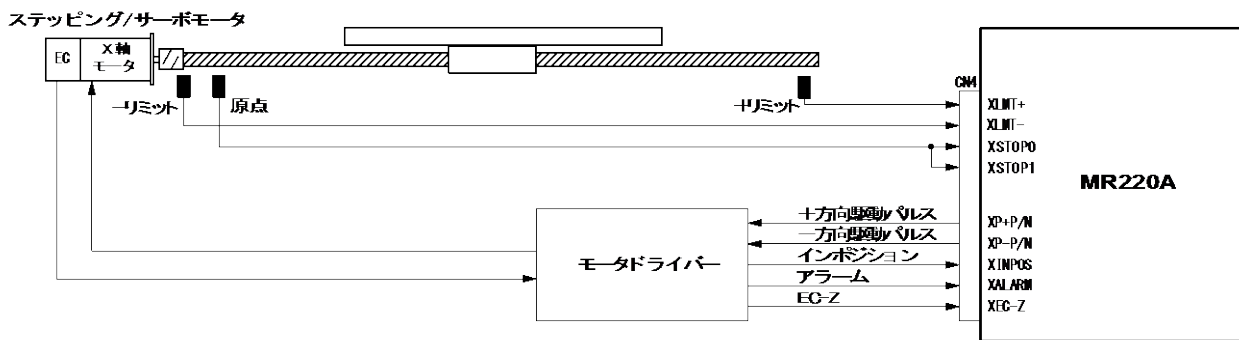 ステッピング/サーボモータ
EC
X軸
モータ
ーリミット
原点
+リミット
CN4
XLMT+
XLMT-
XSTOP0
XSTOP1
MR220A
+方向駆動パルス
XP+P/N
ー方向駆動パルス
XP-P/N
モータドライバー
インポジション
XINPOS
アラーム
XALARM
EC-Z
XEC-Z